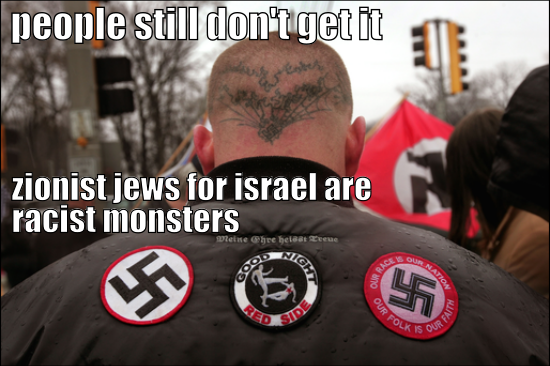 people still don't get it
zionist jews for israel are
racist monsters
Meine Ehre heisst Treue
GOOD NIGHT
RED SIDE
OUR RACE IS OUR NATION
OUR FOLK IS OUR FAITH